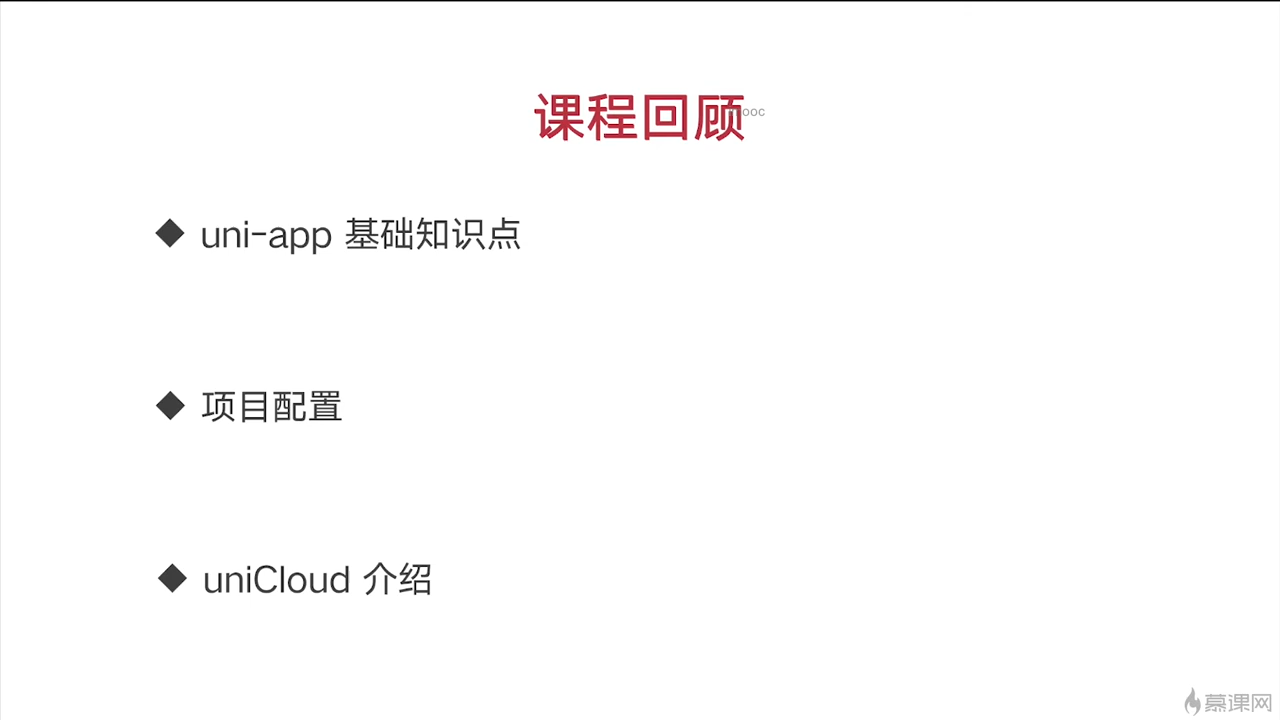 课程回顾
◆ uni-app 基础知识点
◆ 项目配置
◆ uniCloud 介绍
慕课网